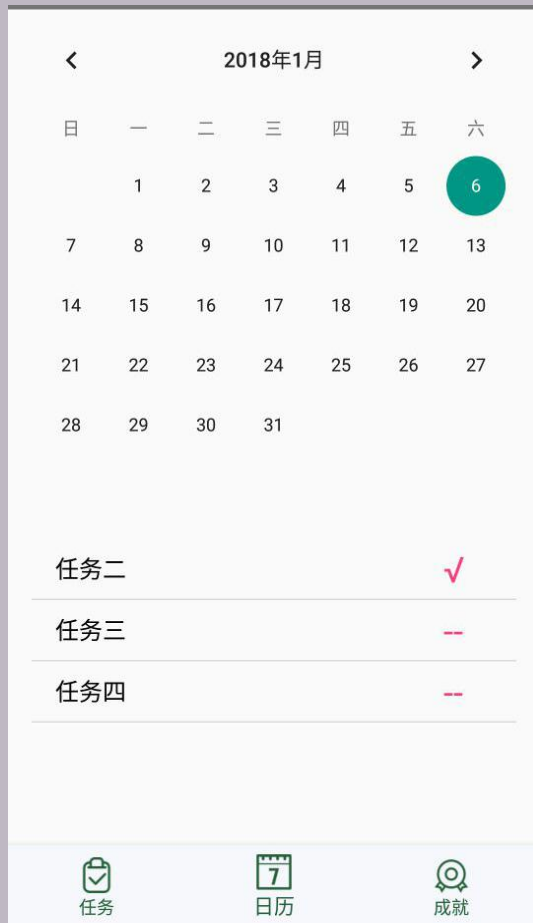 2018年1月
日 一 二 三 四 五 六
1 2 3 4 5 6
7 8 9 10 11 12 13
14 15 16 17 18 19 20
21 22 23 24 25 26 27
28 29 30 31
任务二 √
任务三 --
任务四 --
7
任务 日历 成就